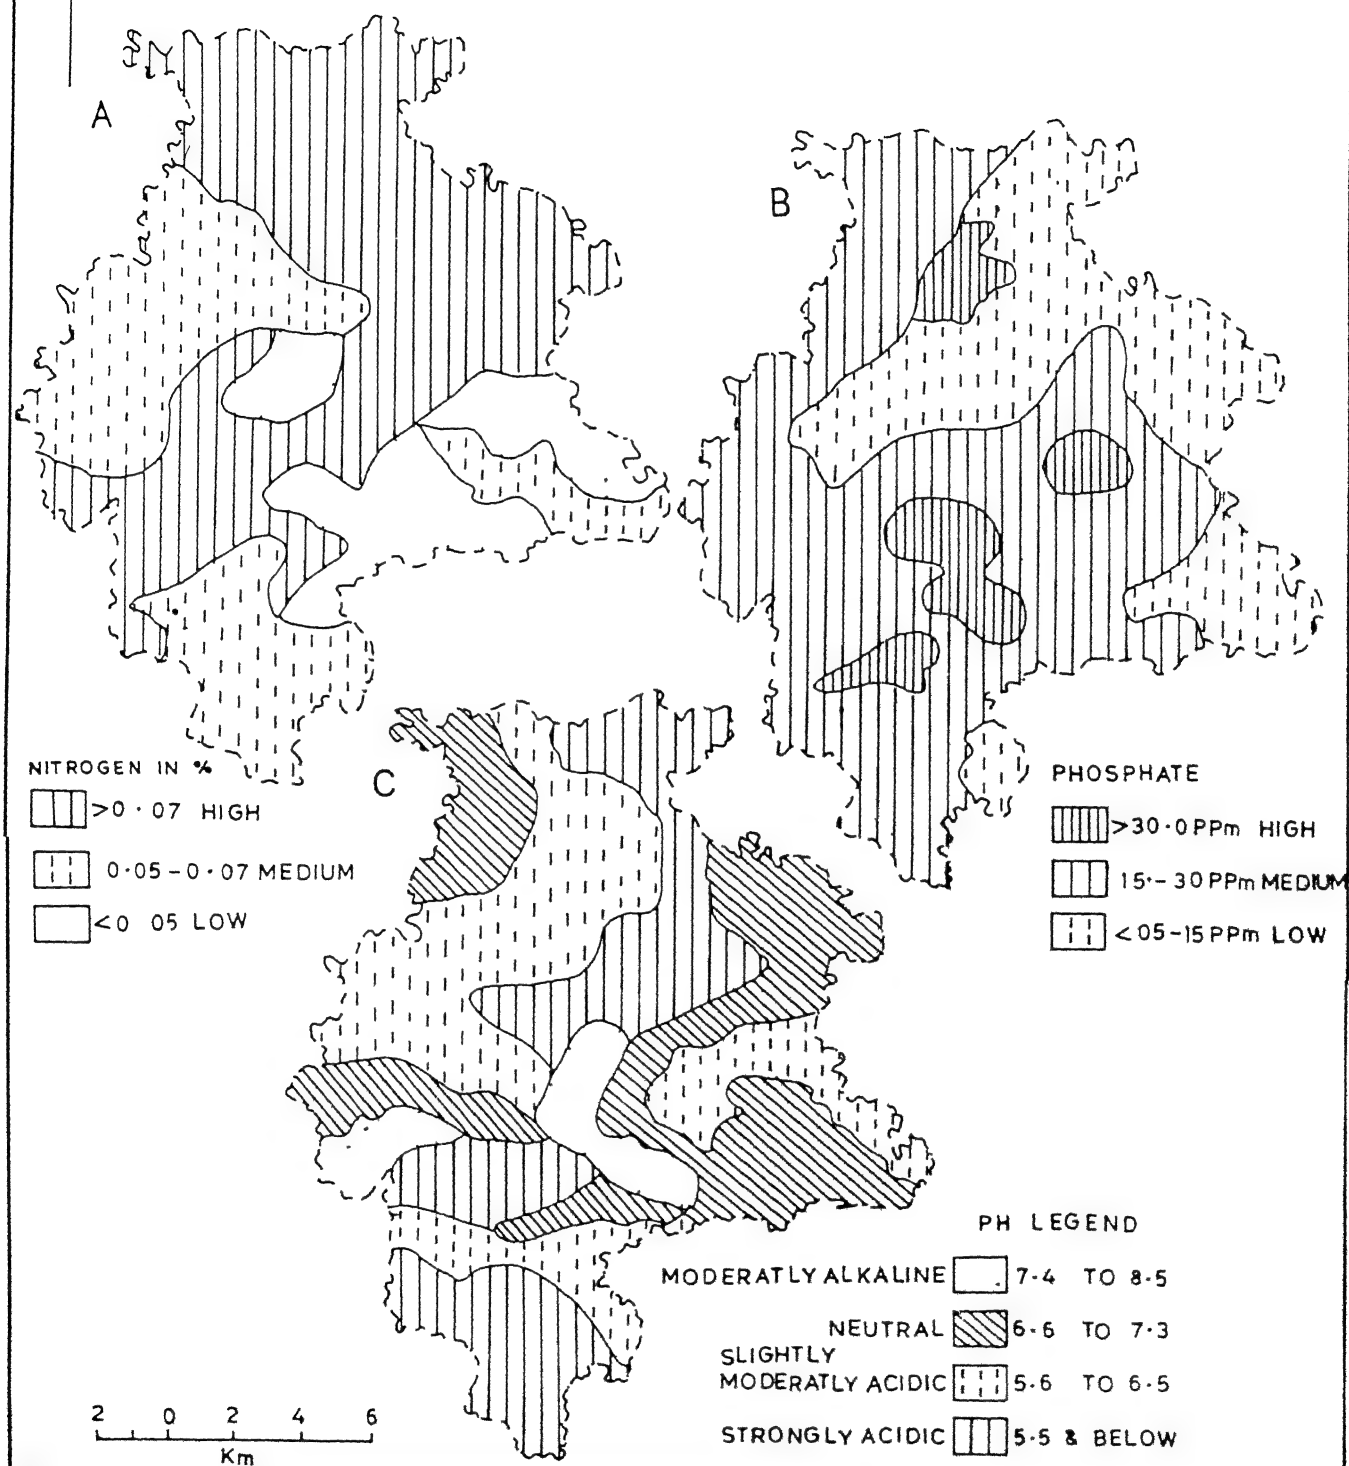 A
B
C
NITROGEN IN %
>0·07 HIGH
0·05-0·07 MEDIUM
<0 05 LOW
PHOSPHATE
>30·0PPm HIGH
15·-30PPm MEDIUM
<05-15PPm LOW
PH LEGEND
MODERATLY ALKALINE 7·4 TO 8·5
NEUTRAL 6·6 TO 7·3
SLIGHTLY
MODERATLY ACIDIC 5·6 TO 6·5
STRONGLY ACIDIC 5·5 & BELOW
2 0 2 4 6
Km